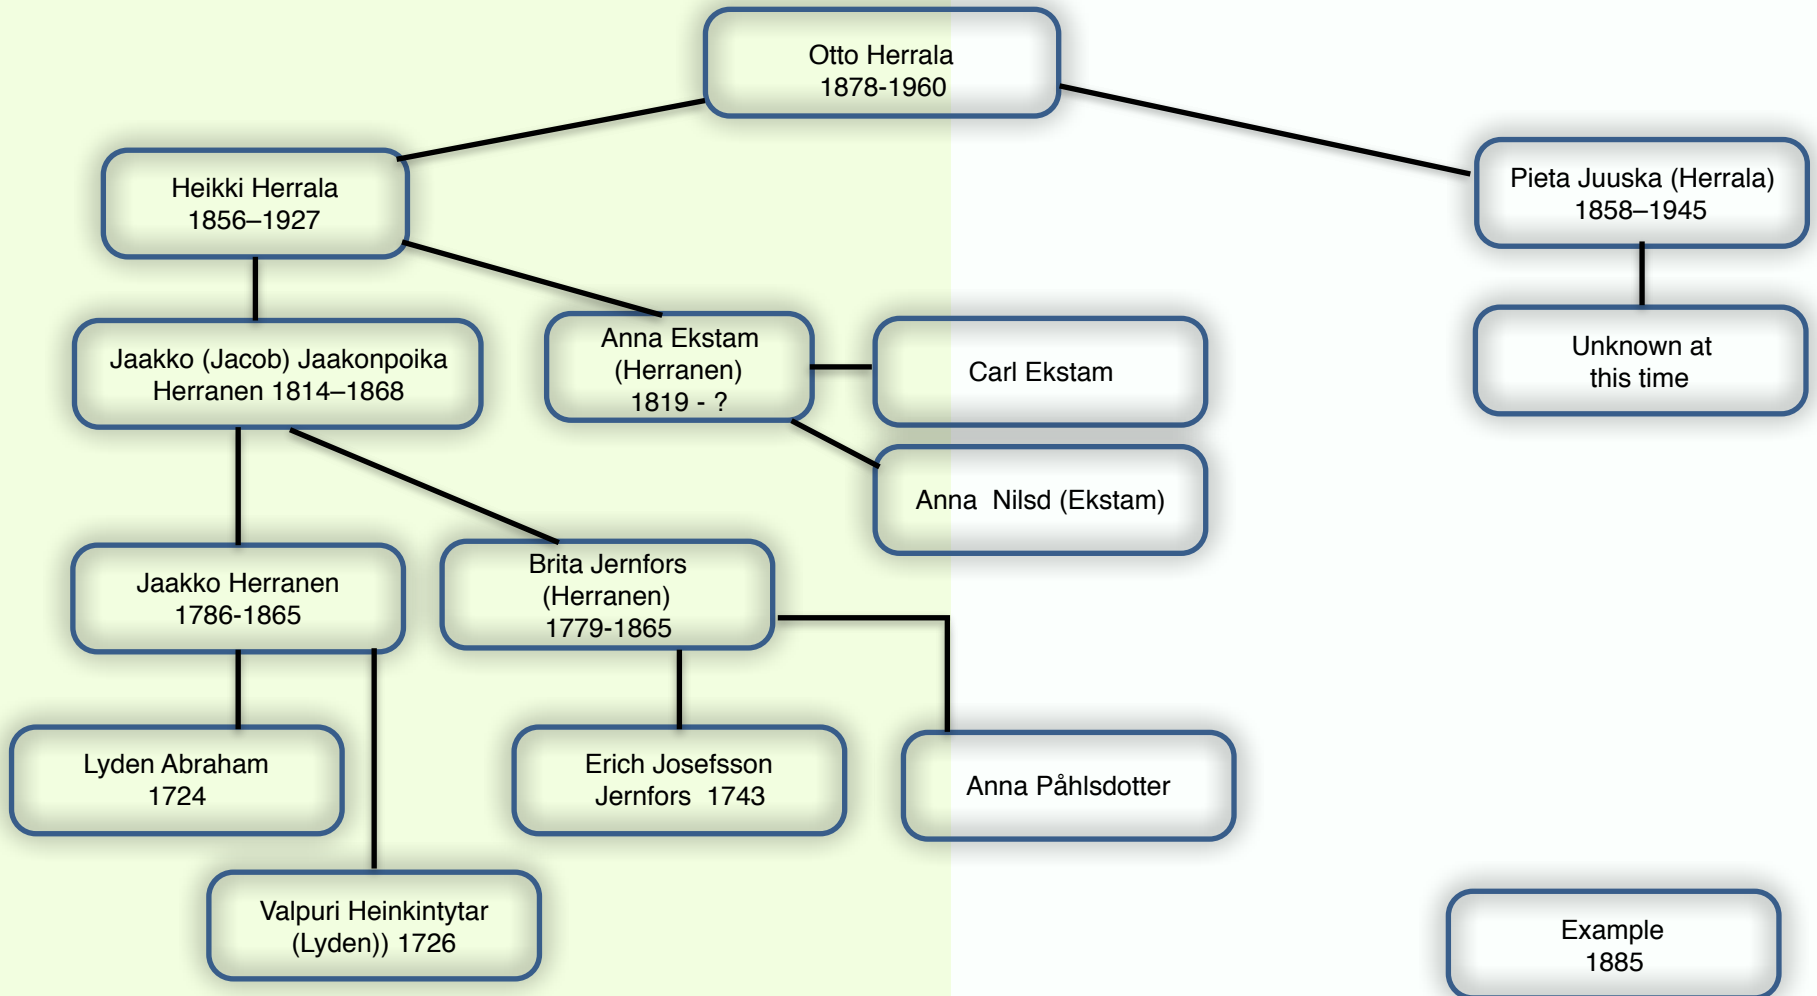 Otto Herrala
1878-1960
Heikki Herrala
1856–1927
Pieta Juuska (Herrala)
1858–1945
Jaakko (Jacob) Jaakonpoika
Herranen 1814–1868
Anna Ekstam
(Herranen)
1819 - ?
Carl Ekstam
Unknown at
this time
Anna  Nilsd (Ekstam)
Jaakko Herranen
1786-1865
Brita Jernfors
(Herranen)
1779-1865
Lyden Abraham
1724
Erich Josefsson
Jernfors  1743
Anna Påhlsdotter
Valpuri Heinkintytar
(Lyden)) 1726
Example
1885